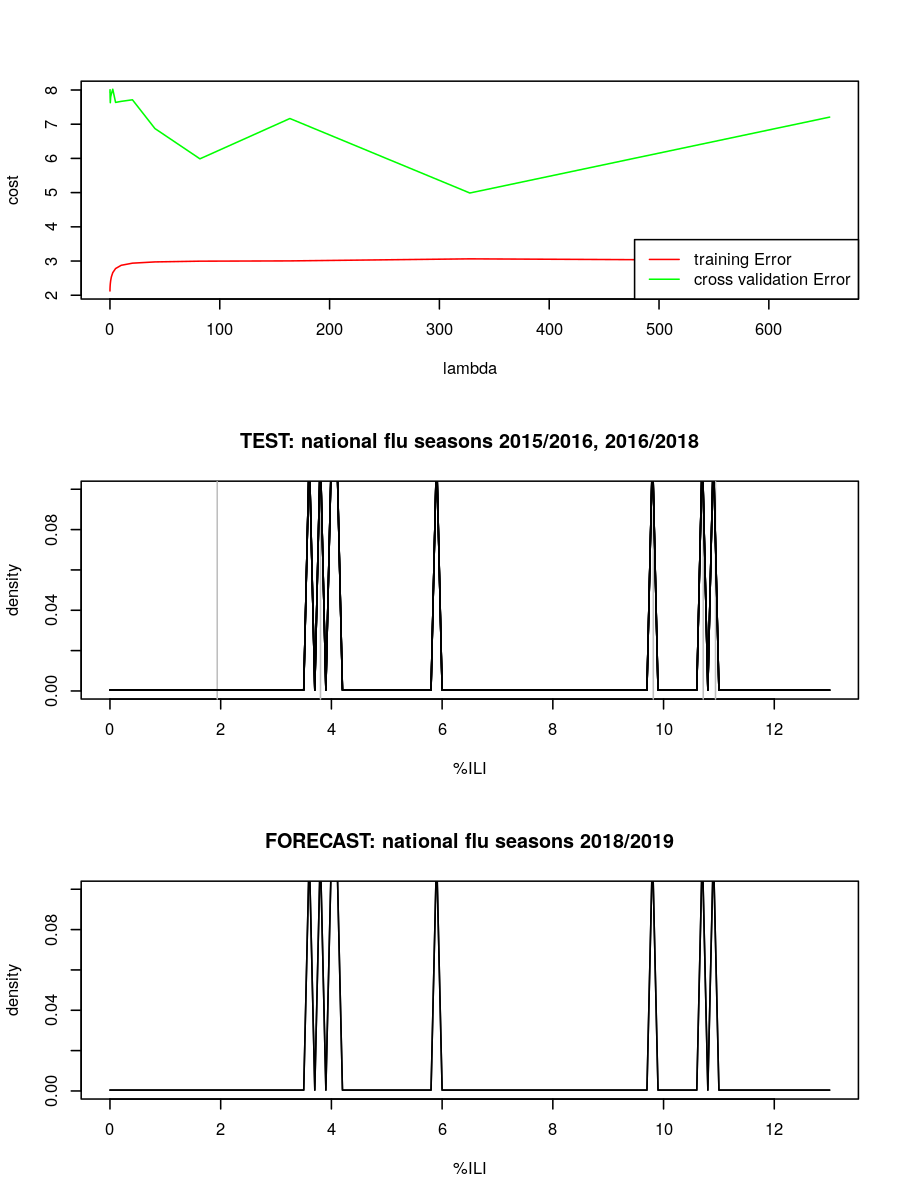 8
7
6
5
4
3
2
cost
training Error
cross validation Error
0 100 200 300 400 500 600
lambda
TEST: national flu seasons 2015/2016, 2016/2018
0.08
0.04
0.00
density
0 2 4 6 8 10 12
%ILI
FORECAST: national flu seasons 2018/2019
0.08
0.04
0.00
density
0 2 4 6 8 10 12
%ILI